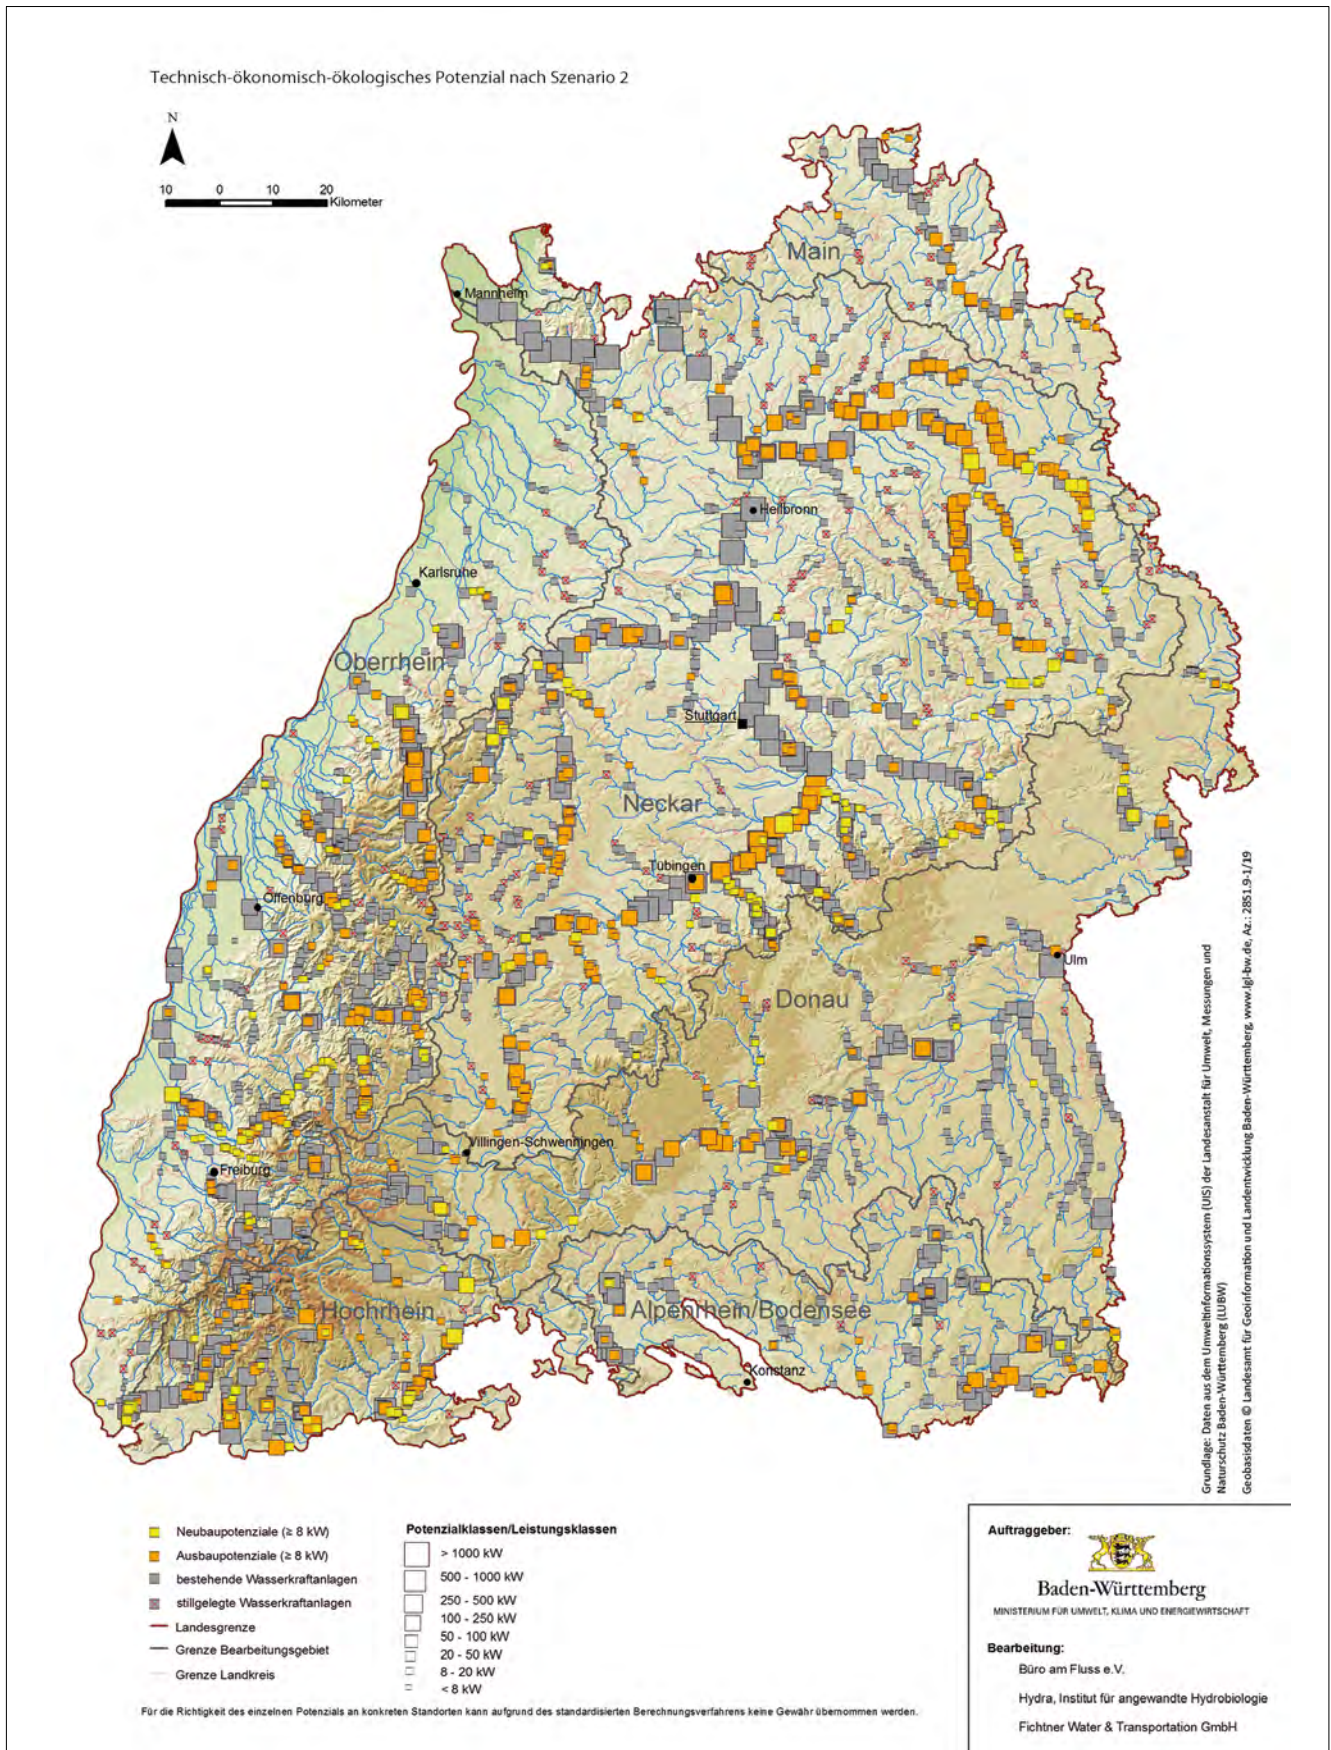 Technisch-ökonomisch-ökologisches Potenzial nach Szenario 2
N
10 0 10 20
Kilometer
Main
Mannheim
Heilbronn
Karlsruhe
Oberrhein
Stuttgart
Neckar
Tübingen
Offenburg
Ulm
Donau
Villingen-Schwenningen
Freiburg
Hochrhein
Alpenrhein/Bodensee
Konstanz
Grundlage: Daten aus dem Umweltinformationssystem (UIS) der Landesanstalt für Umwelt, Messungen und
Naturschutz Baden-Württemberg (LUBW)
Geobasisdaten © Landesamt für Geoinformation und Landentwicklung Baden-Württemberg, www.lgl-bw.de, Az.: 2851.9-1/19
Neubaupotenziale (≥ 8 kW)
Ausbaupotenziale (≥ 8 kW)
bestehende Wasserkraftanlagen
stillgelegte Wasserkraftanlagen
Landesgrenze
Grenze Bearbeitungsgebiet
Grenze Landkreis
Potenzialklassen/Leistungsklassen
> 1000 kW
500 - 1000 kW
250 - 500 kW
100 - 250 kW
50 - 100 kW
20 - 50 kW
8 - 20 kW
< 8 kW
Für die Richtigkeit des einzelnen Potenzials an konkreten Standorten kann aufgrund des standardisierten Berechnungsverfahrens keine Gewähr übernommen werden.
Auftraggeber:
Baden-Württemberg
MINISTERIUM FÜR UMWELT, KLIMA UND ENERGIEWIRTSCHAFT
Bearbeitung:
Büro am Fluss e.V.
Hydra, Institut für angewandte Hydrobiologie
Fichtner Water & Transportation GmbH